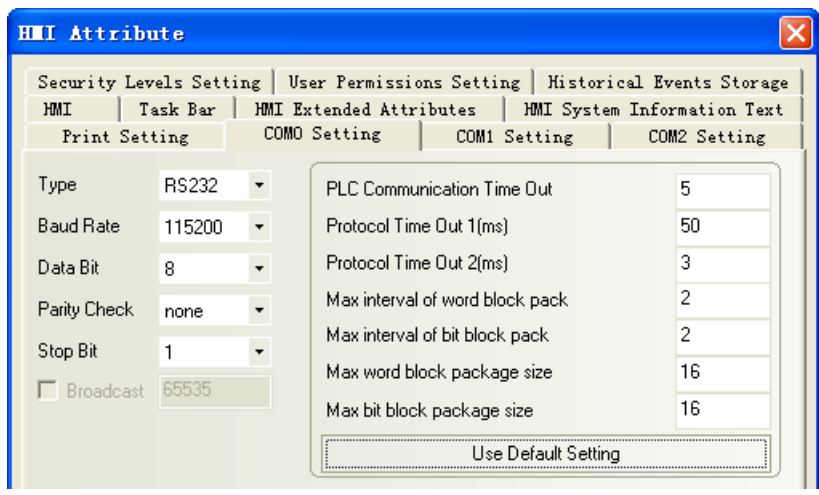 HMI Attribute
Security Levels Setting User Permissions Setting Historical Events Storage
HMI Task Bar HMI Extended Attributes HMI System Information Text
Print Setting COM0 Setting COM1 Setting COM2 Setting
Type RS232
Baud Rate 115200
Data Bit 8
Parity Check none
Stop Bit 1
Broadcast 65535
PLC Communication Time Out 5
Protocol Time Out 1(ms) 50
Protocol Time Out 2(ms) 3
Max interval of word block pack 2
Max interval of bit block pack 2
Max word block package size 16
Max bit block package size 16
Use Default Setting